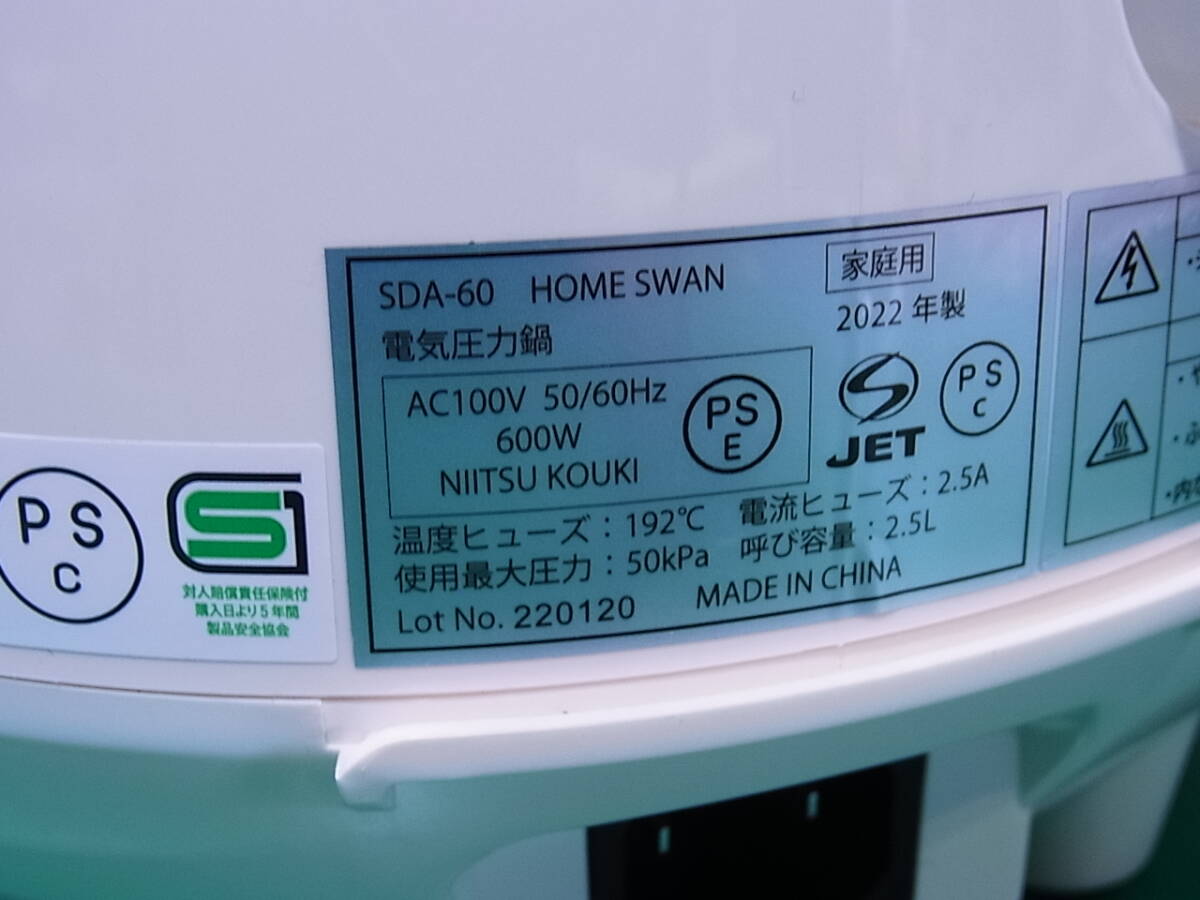 SDA-60 HOME SWAN
家庭用
電気圧力鍋
2022 年製
AC100V 50/60Hz
600W
NIITSU KOUKI
PS
E
JET
PS
C
温度ヒューズ：192℃ 電流ヒューズ：2.5A
使用最大圧力：50kPa 呼び容量：2.5L
Lot No. 220120 MADE IN CHINA
PS
C
対人賠償責任保険付
購入日より5年間
製品安全協会